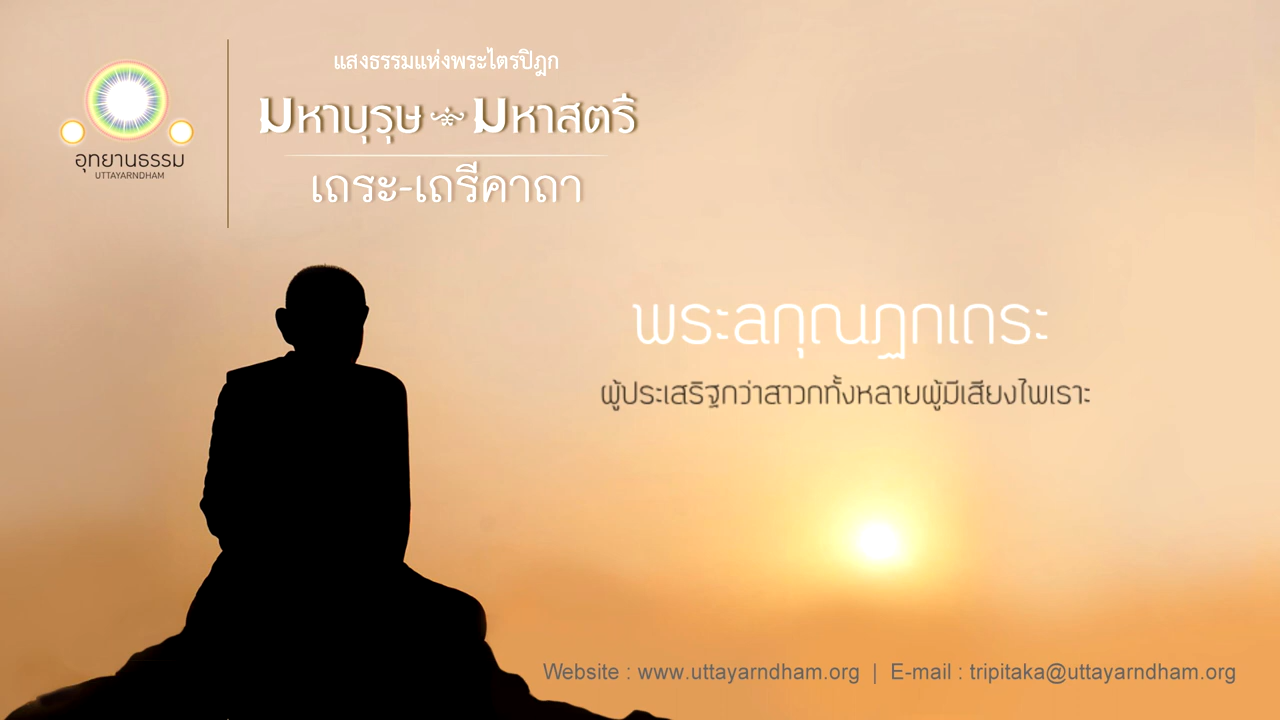 อุทยานธรรม
UTTAYARNDHAM
แสงธรรมแห่งพระไตรปิฎก
มหาบุรุษ มหาสตรี
เถระ-เถรีคาถา
พระลกุณฏกเถระ
ผู้ประเสริฐกว่าสาวกทั้งหลายผู้มีเสียงไพเราะ
Website : www.uttayarndham.org | E-mail : tripitaka@uttayarndham.org